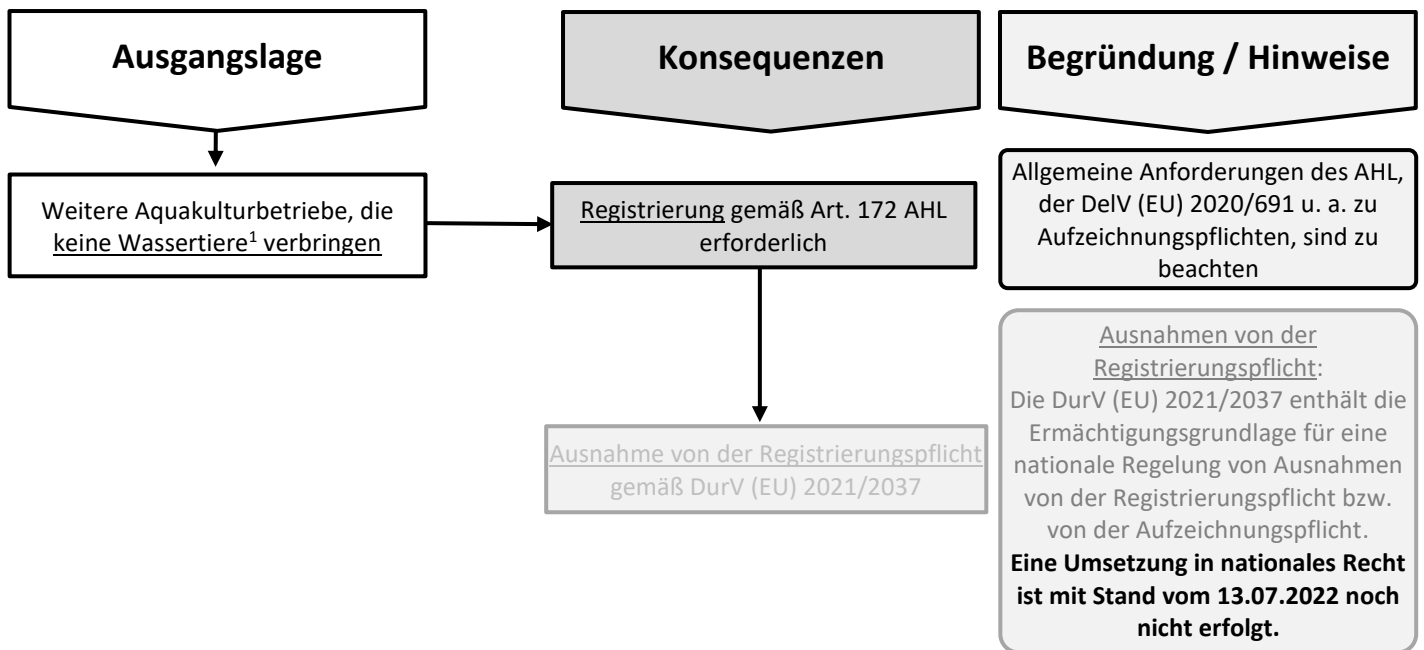 Ausgangslage
Konsequenzen
Begründung / Hinweise
Weitere Aquakulturbetriebe, die
keine Wassertiere¹ verbringen
Registrierung gemäß Art. 172 AHL
erforderlich
Allgemeine Anforderungen des AHL,
der DelV (EU) 2020/691 u. a. zu
Aufzeichnungspflichten, sind zu
beachten
Ausnahme von der Registrierungspflicht
gemäß DurV (EU) 2021/2037
Ausnahmen von der
Registrierungspflicht:
Die DurV (EU) 2021/2037 enthält die
Ermächtigungsgrundlage für eine
nationale Regelung von Ausnahmen
von der Registrierungspflicht bzw.
von der Aufzeichnungspflicht.
Eine Umsetzung in nationales Recht
ist mit Stand vom 13.07.2022 noch
nicht erfolgt.